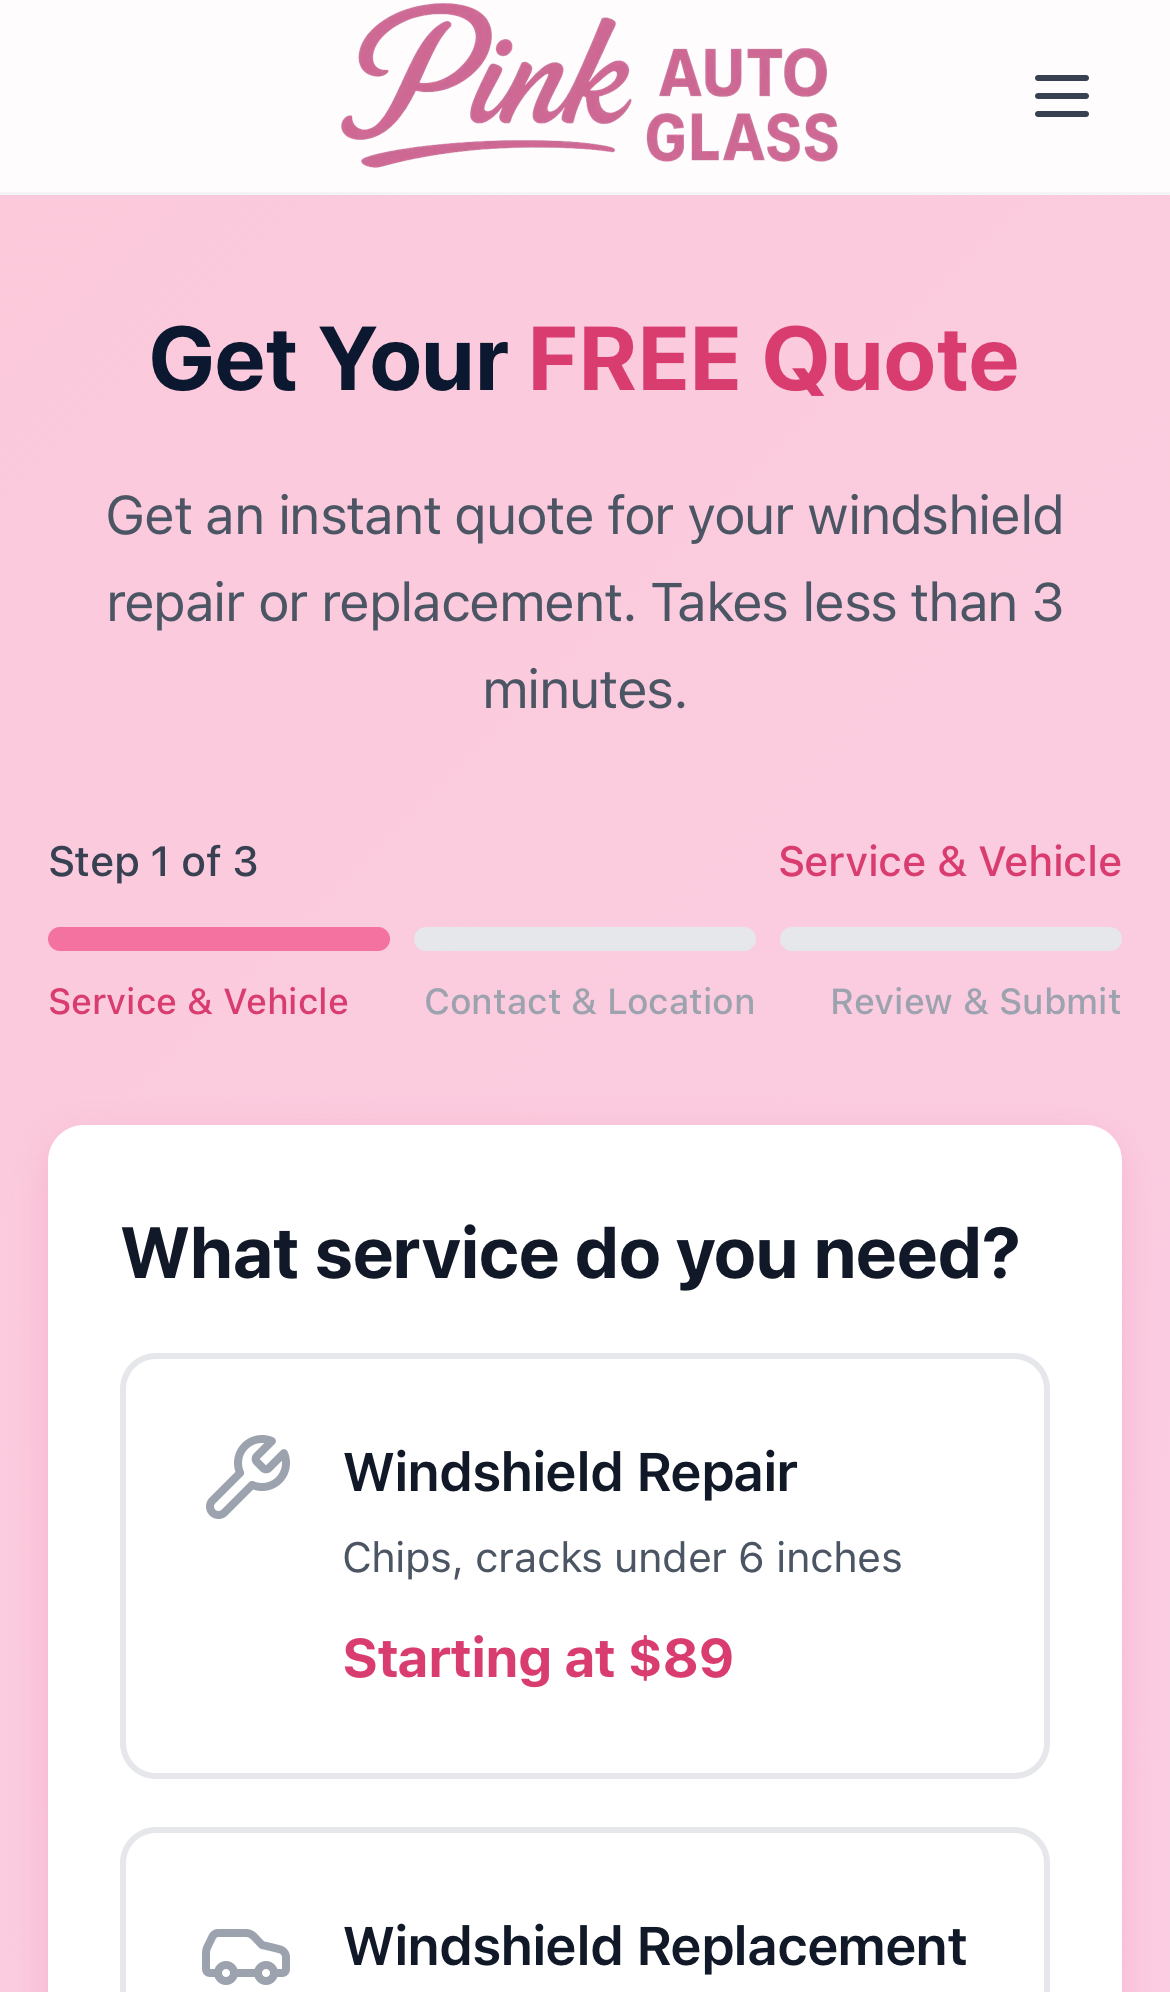 Pink AUTO
GLASS
Get Your FREE Quote
Get an instant quote for your windshield
repair or replacement. Takes less than 3
minutes.
Step 1 of 3
Service & Vehicle
Service & Vehicle
Contact & Location
Review & Submit
What service do you need?
Windshield Repair
Chips, cracks under 6 inches
Starting at $89
Windshield Replacement